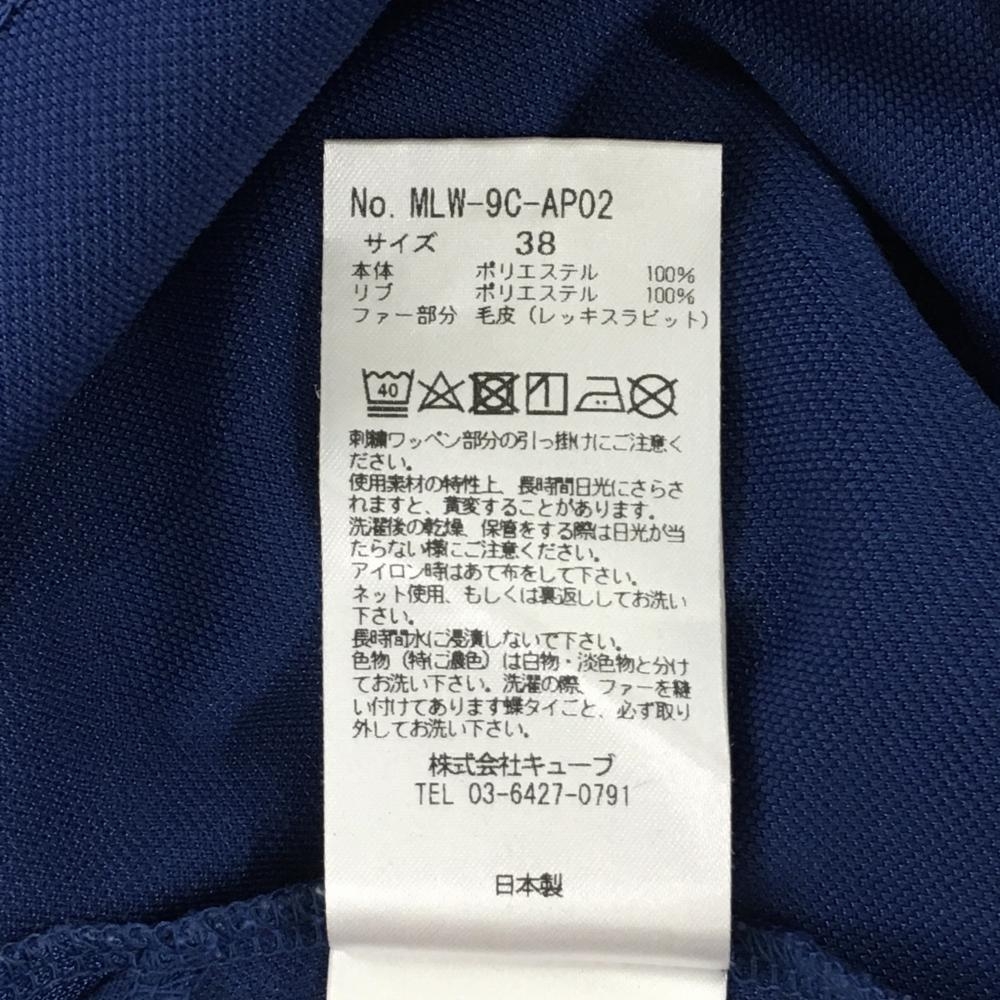 No. MLW-9C-AP02
サイズ 38
本体 ポリエステル 100%
リブ ポリエステル 100%
ファー部分 毛皮(レッキスラビット)
40
刺繍ワッペン部分の引っ掛けにご注意く
ださい。
使用素材の特性上、長時間日光にさらさ
れますと、黄変することがあります。
洗濯後の乾燥、保管をする際は日光が当
たらない様にご注意ください。
アイロン時はあて布をして下さい。
ネット使用、もしくは裏返ししてお洗い
下さい。
長時間水に浸漬しないで下さい。
色物(特に濃色)は白物・淡色物と分け
てお洗い下さい。洗濯の際、ファーを縫
い付けてあります蝶タイごと、必ず取り
外してお洗い下さい。
株式会社キューブ
TEL 03-6427-0791
日本製